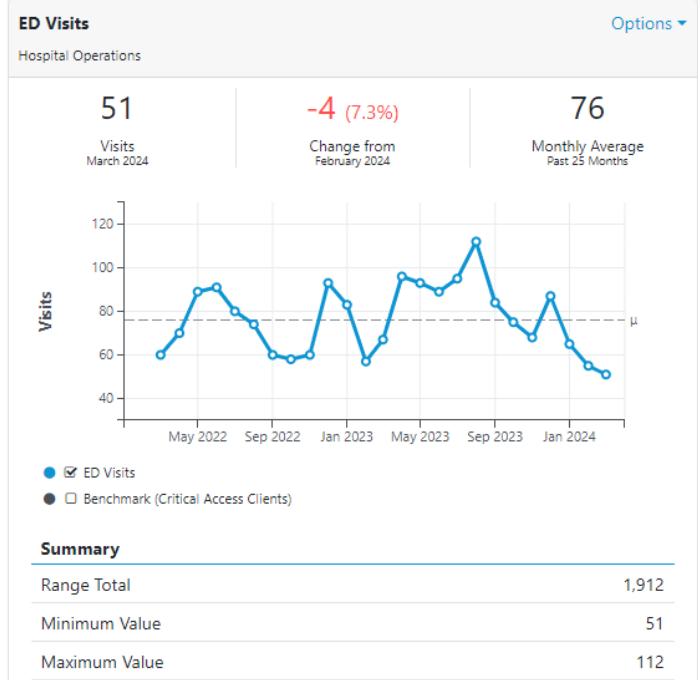 ED Visits
Options
Hospital Operations
51
Visits
March 2024
-4 (7.3%)
Change from
February 2024
76
Monthly Average
Past 25 Months
Visits
120
100
80
60
40
μ
May 2022 Sep 2022 Jan 2023 May 2023 Sep 2023 Jan 2024
ED Visits
Benchmark (Critical Access Clients)
Summary
Range Total 1,912
Minimum Value 51
Maximum Value 112